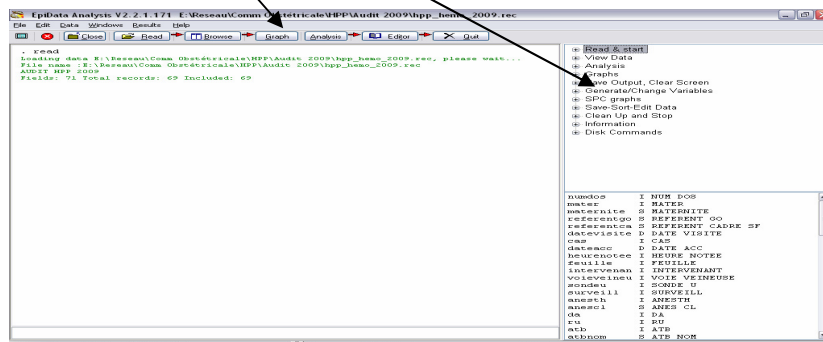 EpiData Analysis V2.2.1.171 E:\Reseau\Comm Obstétricale\HPP\Audit 2009\hpp_hemo_2009.rec
File Edit Data Windows Results Help
Close Read Browse Graph Analysis Editor Quit
. read
Loading data E:\Reseau\Comm Obstétricale\HPP\Audit 2009\hpp_hemo_2009.rec, please wait...
File name :E:\Reseau\Comm Obstétricale\HPP\Audit 2009\hpp_hemo_2009.rec
AUDIT HPP 2009
Fields: 71 Total records: 69 Included: 69
Read & start
View Data
Analysis
Graphs
Save Output, Clear Screen
Generate/Change Variables
SPC graphs
Save-Sort-Edit Data
Clean Up and Stop
Information
Disk Commands
numdos I NUM DOS
mater I MATER
maternite S MATERNITE
referentgo S REFERENT GO
referentca S REFERENT CADRE SF
datevisite D DATE VISITE
cas I CAS
dateacc D DATE ACC
heurenotee I HEURE NOTEE
feuille I FEUILLE
intervenan I INTERVENANT
voieveineu I VOIE VEINEUSE
sondeu I SONDE U
surveill I SURVEILL
anesth I ANESTH
anescl S ANES CL
da I DA
ru I RU
atb I ATB
atbnom S ATB NOM